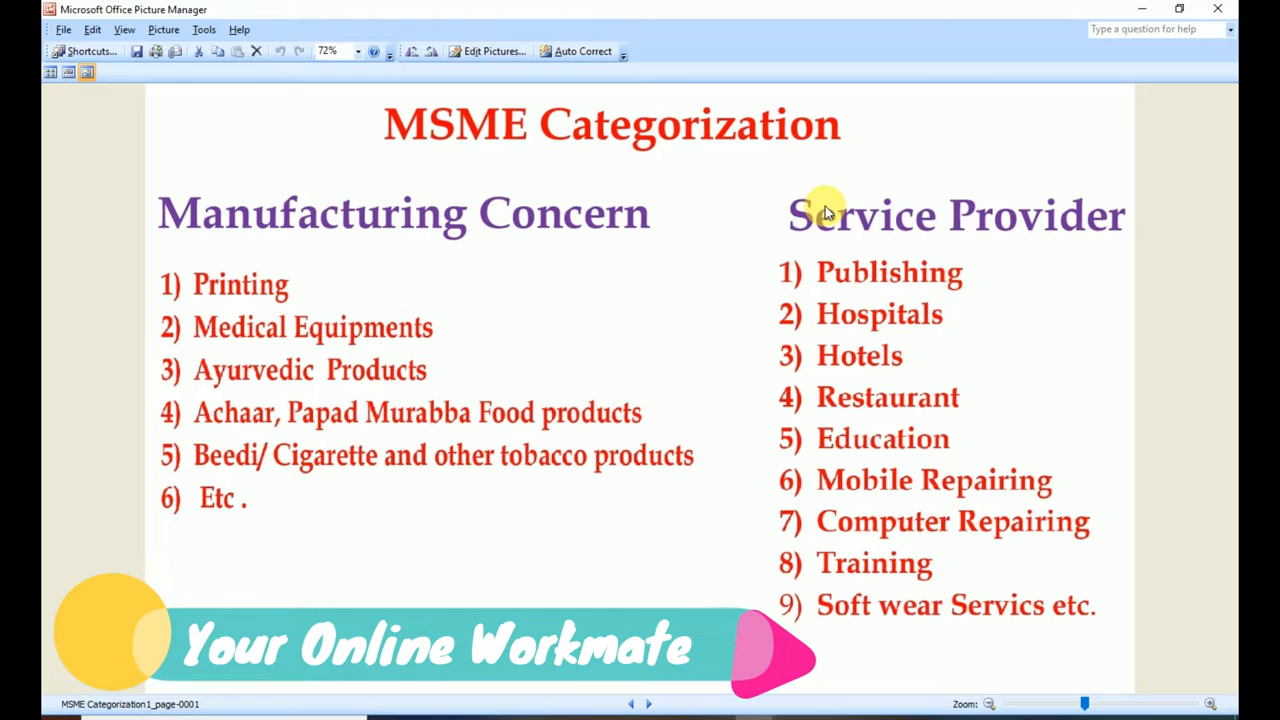 Microsoft Office Picture Manager
File Edit View Picture Tools Help
Type a question for help
Shortcuts... 72% Edit Pictures... Auto Correct
MSME Categorization
Manufacturing Concern
1) Printing
2) Medical Equipments
3) Ayurvedic Products
4) Achaar, Papad Murabba Food products
5) Beedi/ Cigarette and other tobacco products
6) Etc .
Service Provider
1) Publishing
2) Hospitals
3) Hotels
4) Restaurant
5) Education
6) Mobile Repairing
7) Computer Repairing
8) Training
9) Soft wear Servics etc.
Your Online Workmate
MSME Categorization1_page-0001
Zoom: